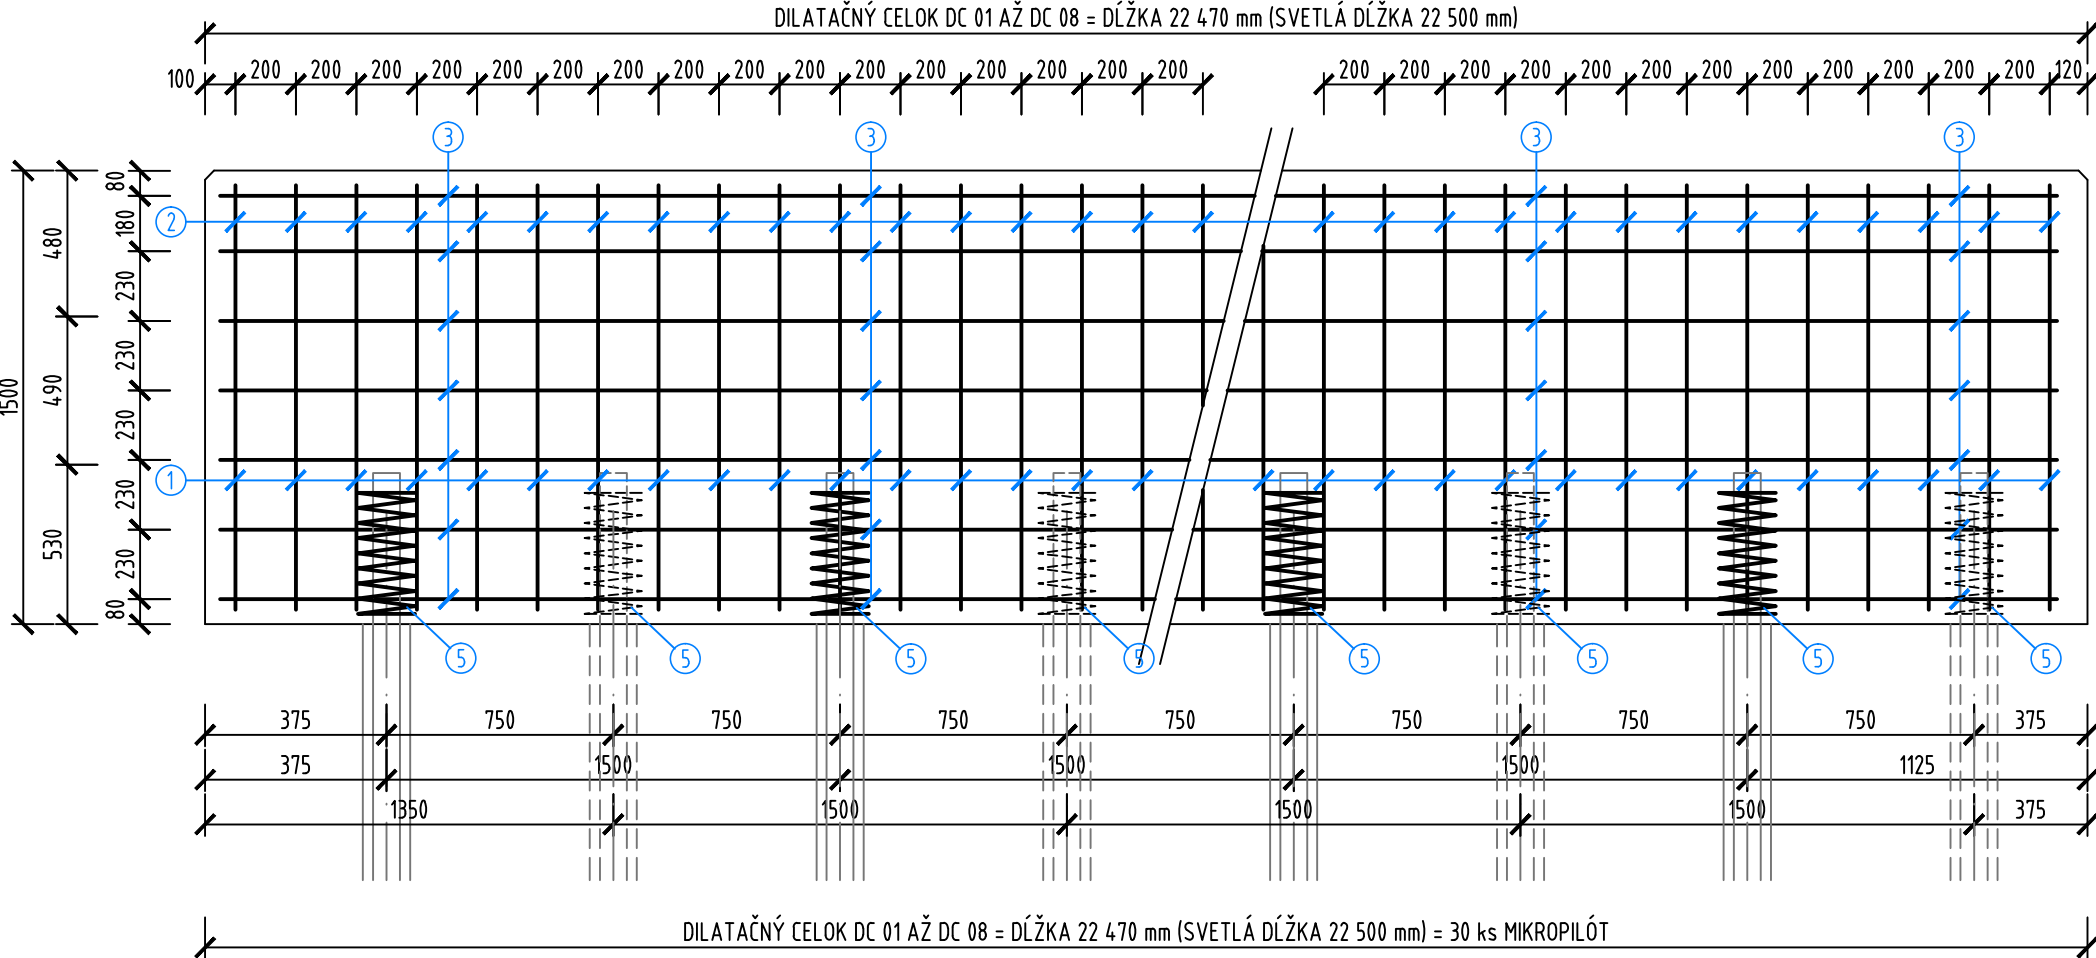 DILATAČNÝ CELOK DC 01 AŽ DC 08 = DĹŽKA 22 470 mm (SVETLÁ DĹŽKA 22 500 mm)
100 200 200 200 200 200 200 200 200 200 200 200 200 200 200 200 200 200 200 200 200 200 200 200 200 200 200 200 200 120
3 3 3 3
80
180
2
480
230
230
490
1500
230
1
230
530
230
80
5 5 5 5 5 5 5 5
375 750 750 750 750 750 750 750 375
375 1500 1500 1500 1125
1350 1500 1500 1500 375
DILATAČNÝ CELOK DC 01 AŽ DC 08 = DĹŽKA 22 470 mm (SVETLÁ DĹŽKA 22 500 mm) = 30 ks MIKROPILÓT